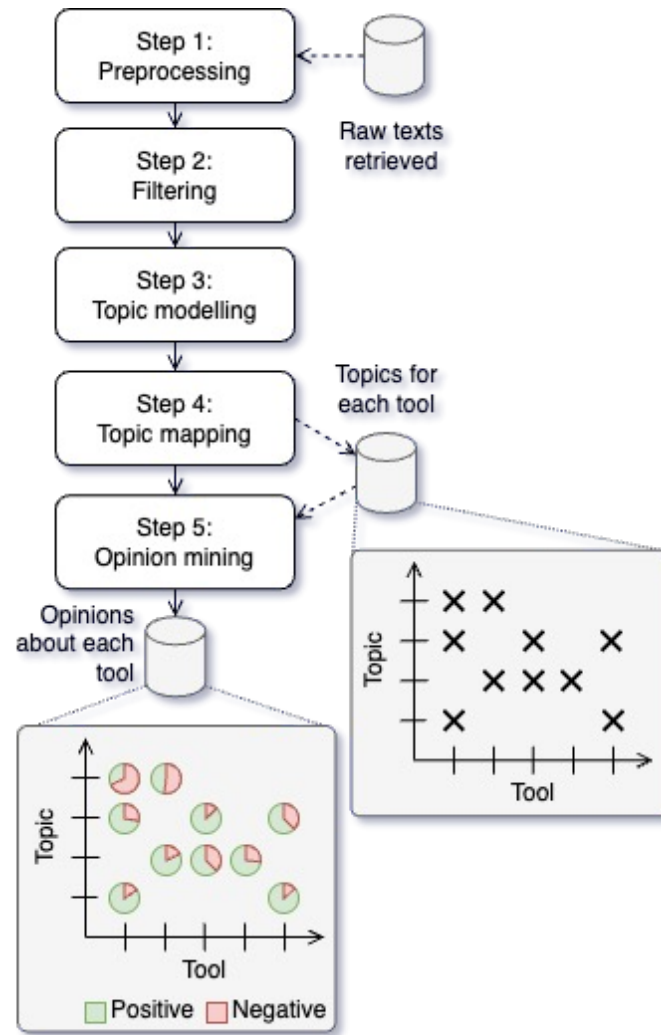 Step 1:
Preprocessing
Raw texts
retrieved
Step 2:
Filtering
Step 3:
Topic modelling
Step 4:
Topic mapping
Topics for
each tool
Step 5:
Opinion mining
Opinions
about each
tool
Topic
Tool
Topic
Tool
Positive
Negative